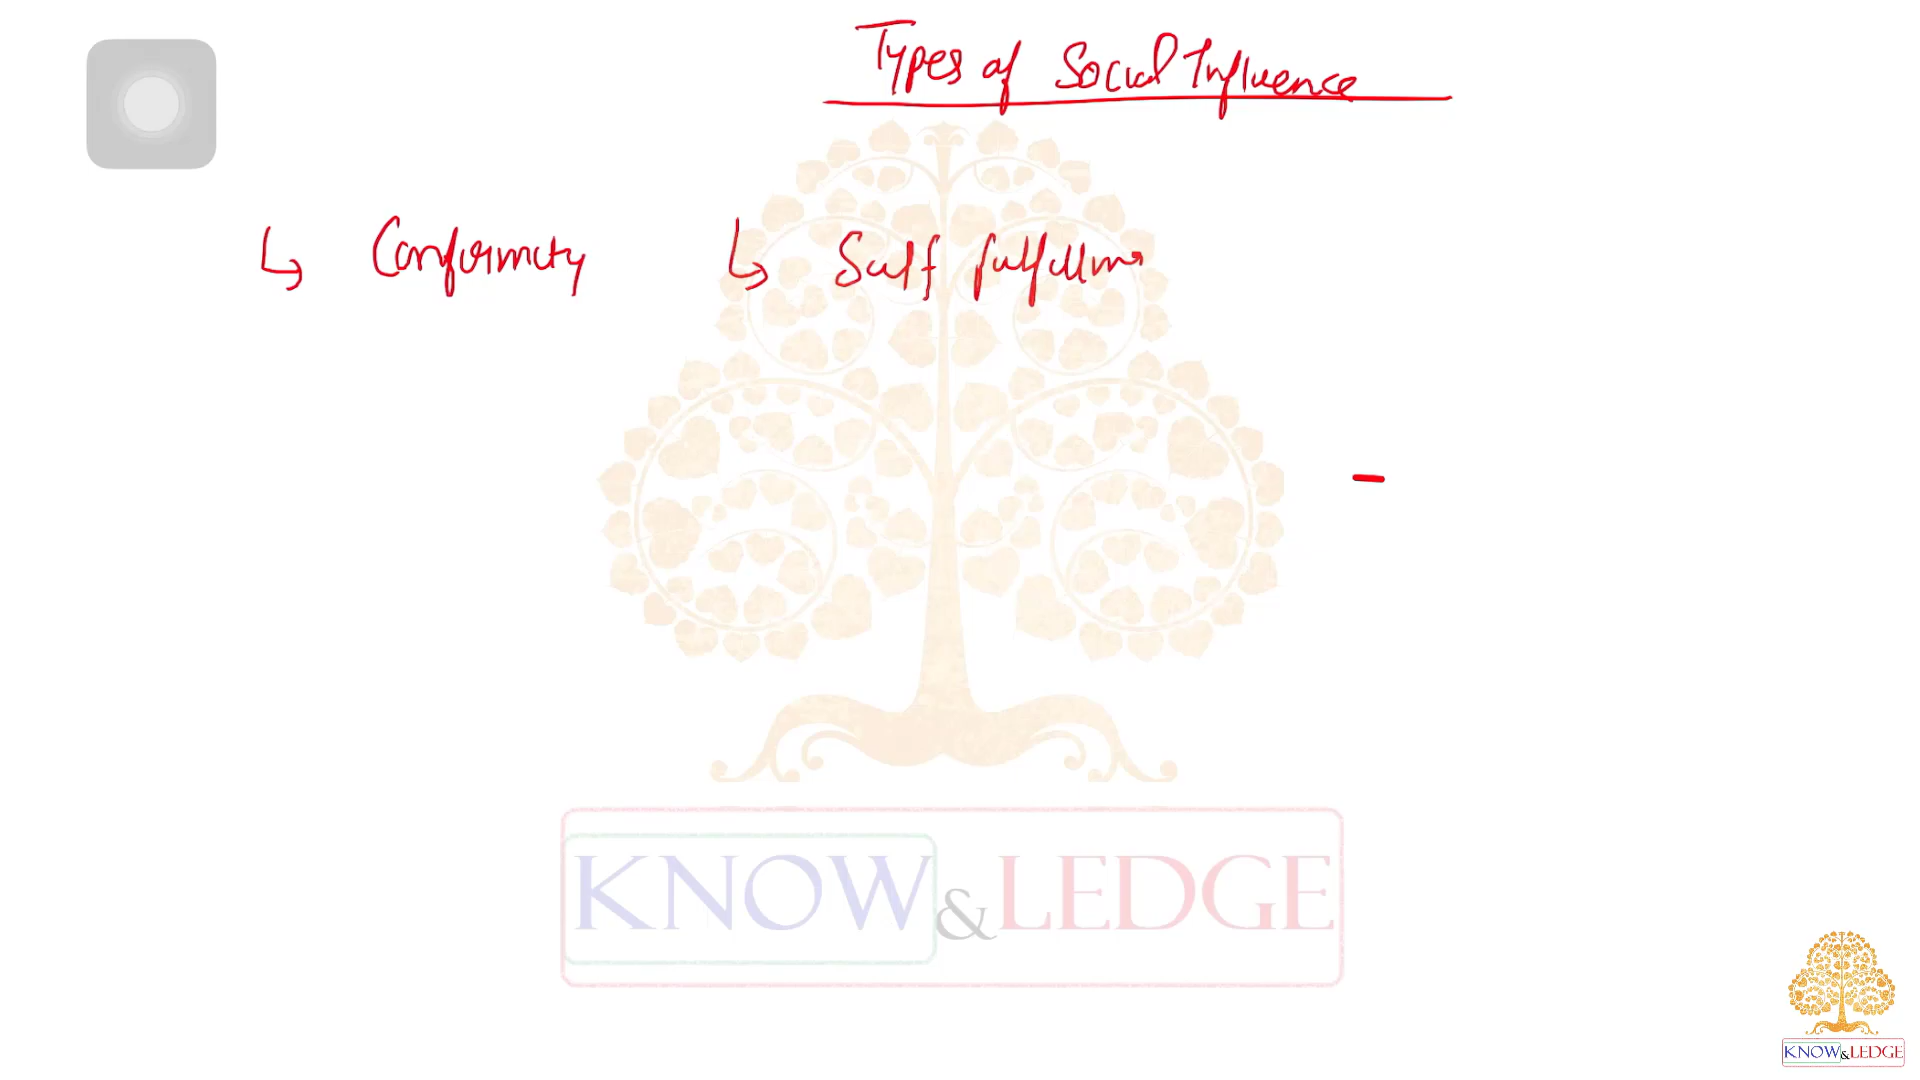 Types of Social Influence
↳ Conformity ↳ Self fulfillm
KNOW&LEDGE
KNOW&LEDGE